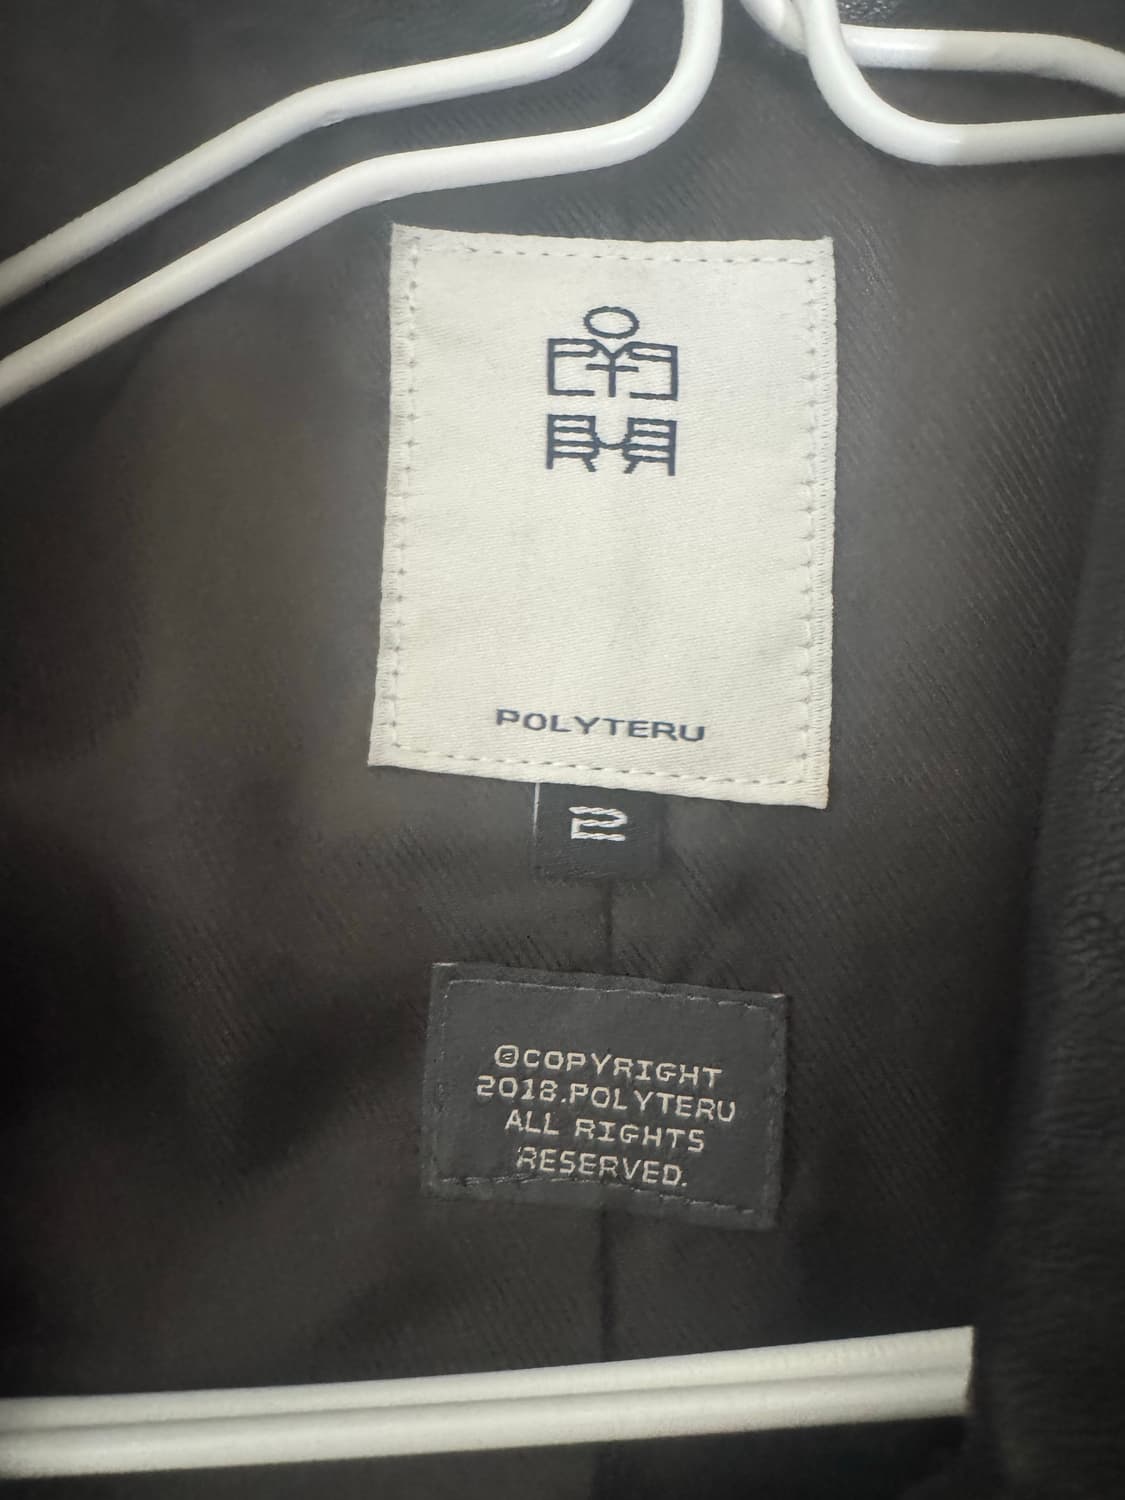 POLYTERU
2
©COPYRIGHT
2018.POLYTERU
ALL RIGHTS
RESERVED.